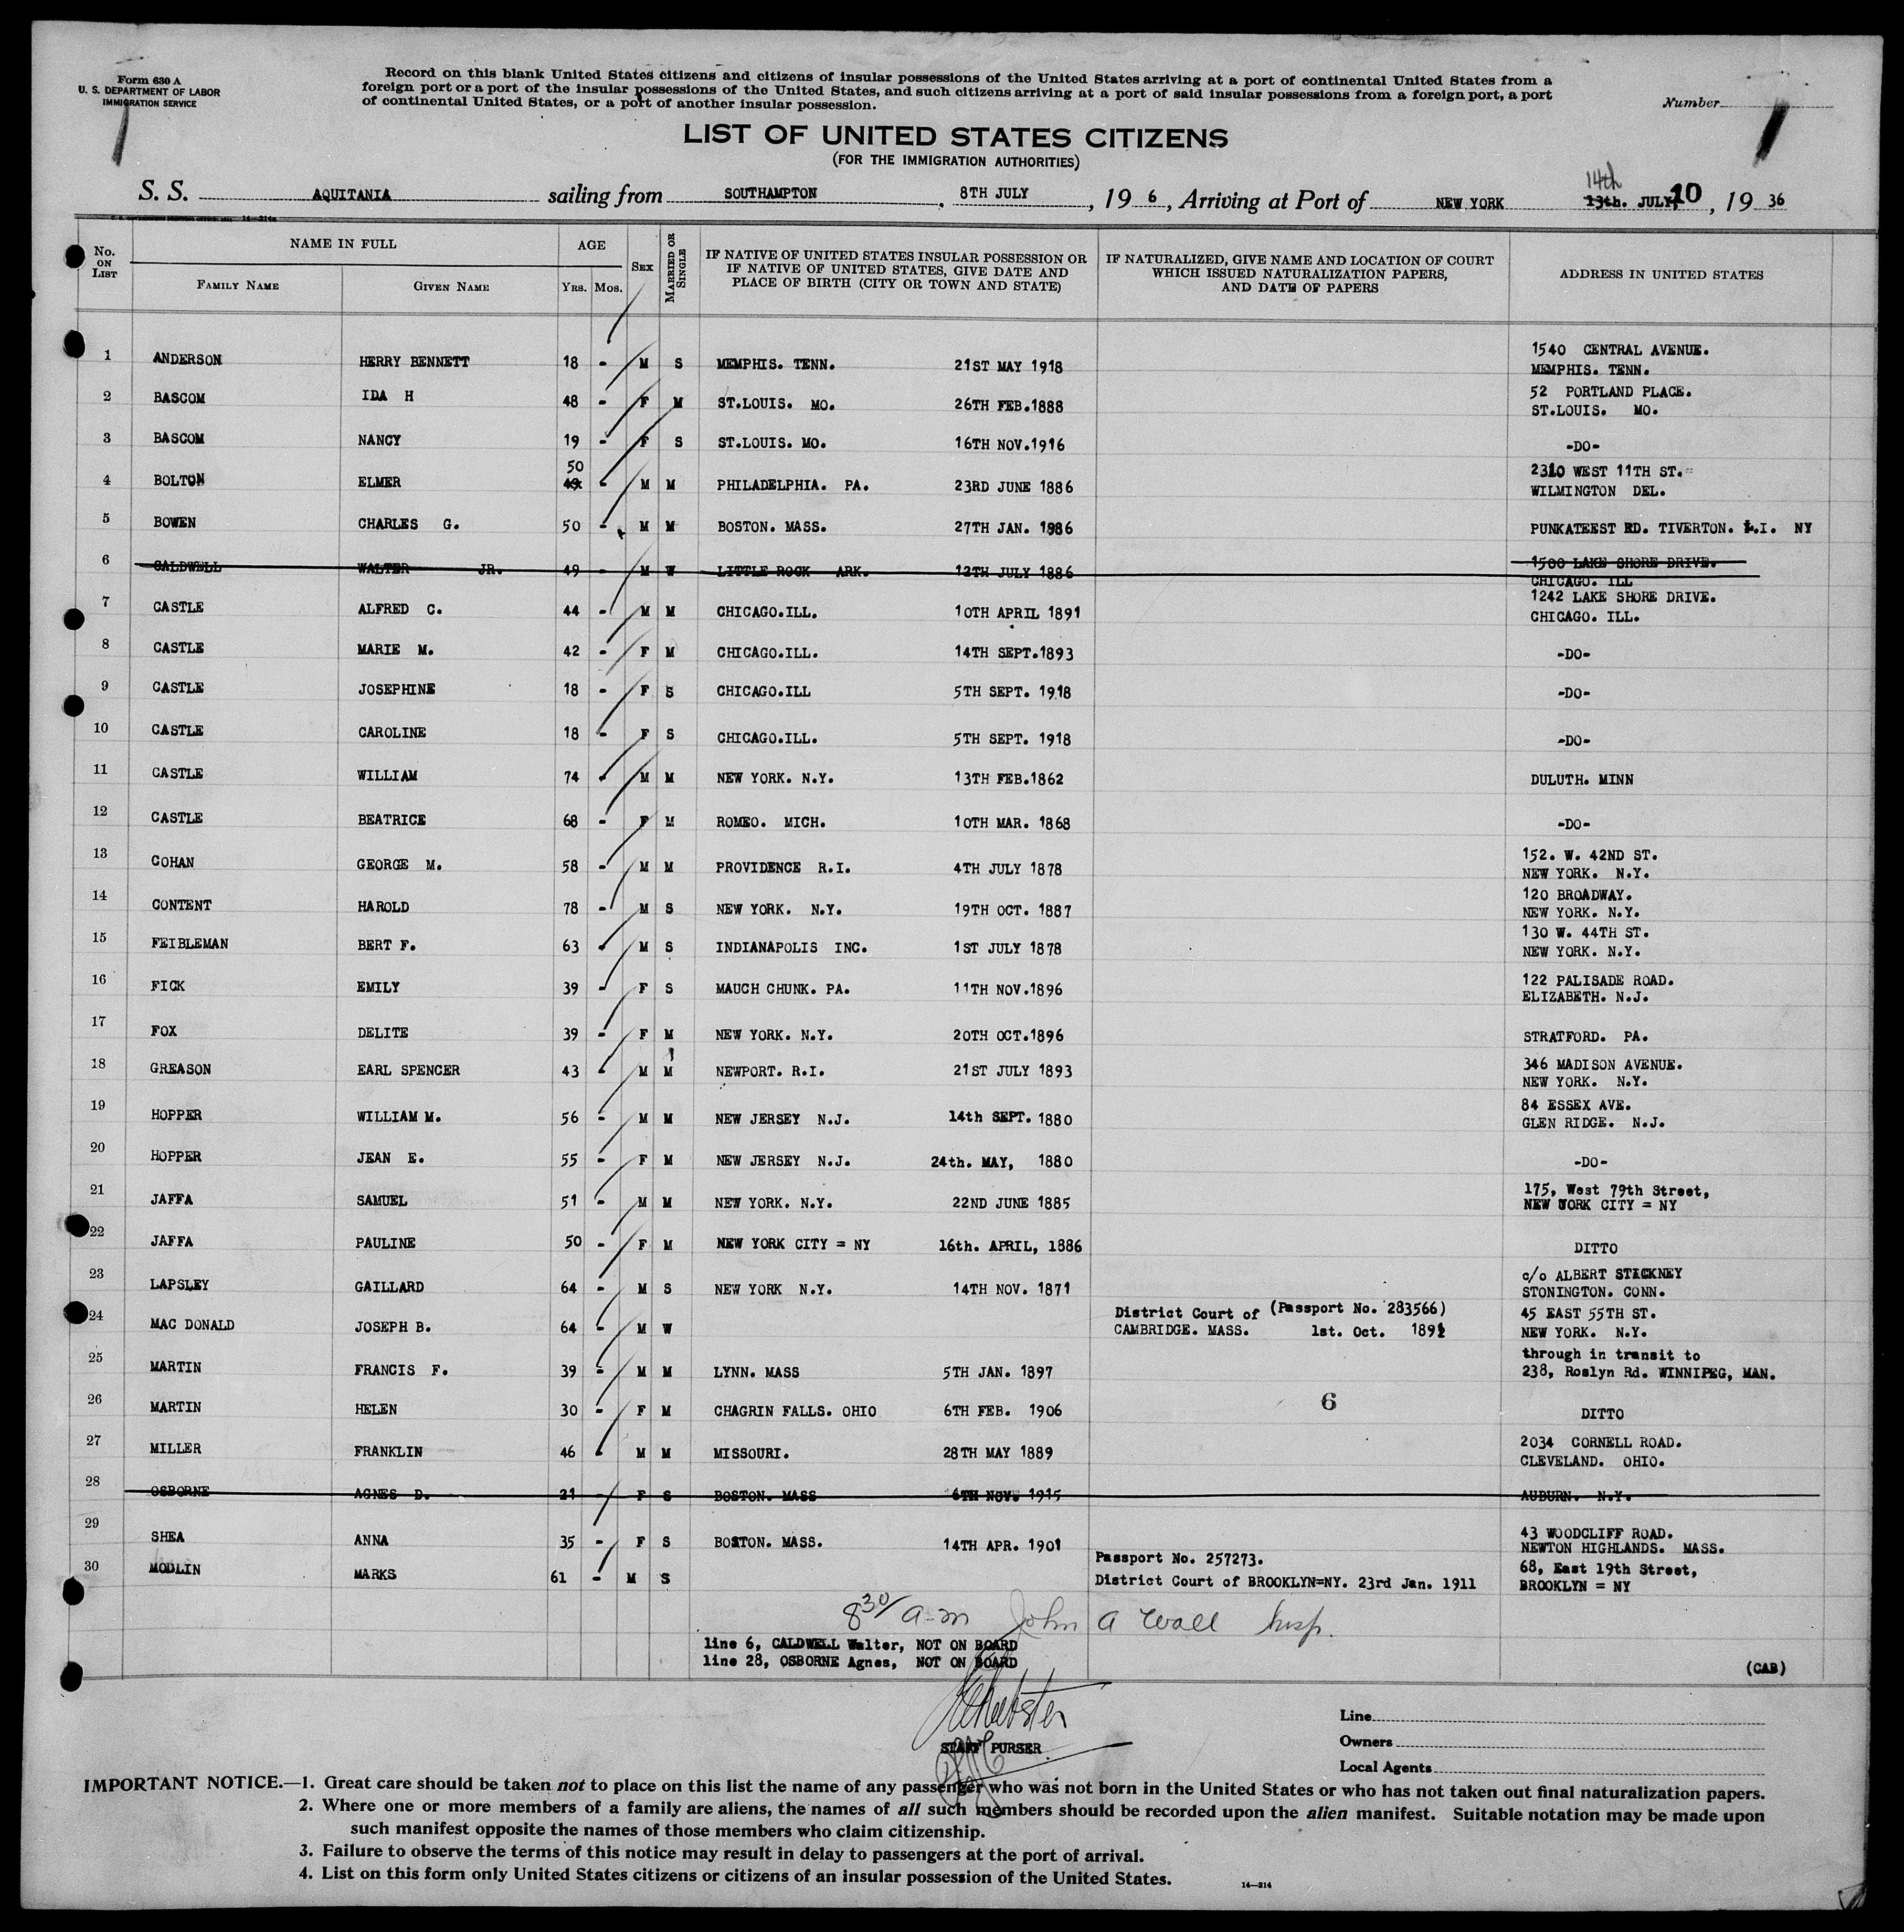 Form 630 A
U. S. DEPARTMENT OF LABOR
IMMIGRATION SERVICE
Record on this blank United States citizens and citizens of insular possessions of the United States arriving at a port of continental United States from a
foreign port or a port of the insular possessions of the United States, and such citizens arriving at a port of said insular possessions from a foreign port, a port
of continental United States, or a port of another insular possession.
Number
LIST OF UNITED STATES CITIZENS
(FOR THE IMMIGRATION AUTHORITIES)
14th
S. S. AQUITANIA sailing from SOUTHAMPTON, 8TH JULY, 19 6, Arriving at Port of NEW YORK 13th. JULY, 10, 19 36
No. ON LIST NAME IN FULL AGE SEX MARRIED OR SINGLE IF NATIVE OF UNITED STATES INSULAR POSSESSION OR IF NATIVE OF UNITED STATES, GIVE DATE AND PLACE OF BIRTH (CITY OR TOWN AND STATE) IF NATURALIZED, GIVE NAME AND LOCATION OF COURT WHICH ISSUED NATURALIZATION PAPERS, AND DATE OF PAPERS ADDRESS IN UNITED STATES
FAMILY NAME GIVEN NAME YRS. MOS.
1 ANDERSON HERRY BENNETT 18 - M S MEMPHIS. TENN. 21ST MAY 1918 1540 CENTRAL AVENUE.
MEMPHIS. TENN.
2 BASCOM IDA H 48 - F M ST.LOUIS. MO. 26TH FEB.1888 52 PORTLAND PLACE.
ST.LOUIS. MO.
3 BASCOM NANCY 19 - F S ST.LOUIS. MO. 16TH NOV.1916 -DO-
50
4 BOLTON ELMER 49 - M M PHILADELPHIA. PA. 23RD JUNE 1886 2310 WEST 11TH ST.
WILMINGTON DEL.
5 BOWEN CHARLES G. 50 - M M BOSTON. MASS. 27TH JAN. 1986 PUNKATEEST RD. TIVERTON. L.I. NY
6 CALDWELL WALTER JR. 49 - M W LITTLE ROCK ARK. 12TH JULY 1886 1500 LAKE SHORE DRIVE.
CHICAGO. ILL
7 CASTLE ALFRED C. 44 - M M CHICAGO.ILL. 10TH APRIL 1891 1242 LAKE SHORE DRIVE.
CHICAGO. ILL.
8 CASTLE MARIE M. 42 - F M CHICAGO.ILL. 14TH SEPT.1893 -DO-
9 CASTLE JOSEPHINE 18 - F S CHICAGO.ILL 5TH SEPT. 1918 -DO-
10 CASTLE CAROLINE 18 - F S CHICAGO.ILL. 5TH SEPT. 1918 -DO-
11 CASTLE WILLIAM 74 - M M NEW YORK. N.Y. 13TH FEB.1862 DULUTH. MINN
12 CASTLE BEATRICE 68 - F M ROMEO. MICH. 10TH MAR. 1868 -DO-
13 COHAN GEORGE M. 58 - M M PROVIDENCE R.I. 4TH JULY 1878 152. W. 42ND ST.
NEW YORK. N.Y.
14 CONTENT HAROLD 78 - M S NEW YORK. N.Y. 19TH OCT. 1887 120 BROADWAY.
NEW YORK. N.Y.
15 FEIBLEMAN BERT F. 63 - M S INDIANAPOLIS INC. 1ST JULY 1878 130 W. 44TH ST.
NEW YORK. N.Y.
16 FICK EMILY 39 - F S MAUCH CHUNK. PA. 11TH NOV.1896 122 PALISADE ROAD.
ELIZABETH. N.J.
17 FOX DELITE 39 - F M NEW YORK. N.Y. 20TH OCT.1896 STRATFORD. PA.
18 GREASON EARL SPENCER 43 - M M NEWPORT. R.I. 21ST JULY 1893 346 MADISON AVENUE.
NEW YORK. N.Y.
19 HOPPER WILLIAM M. 56 - M M NEW JERSEY N.J. 14th SEPT. 1880 84 ESSEX AVE.
GLEN RIDGE. N.J.
20 HOPPER JEAN E. 55 - F M NEW JERSEY N.J. 24th. MAY, 1880 -DO-
21 JAFFA SAMUEL 51 - M M NEW YORK. N.Y. 22ND JUNE 1885 175, West 79th Street,
NEW YORK CITY = NY
22 JAFFA PAULINE 50 - F M NEW YORK CITY = NY 16th. APRIL, 1886 DITTO
23 LAPSLEY GAILLARD 64 - M S NEW YORK N.Y. 14TH NOV. 1871 c/o ALBERT STICKNEY
STONINGTON. CONN.
24 MAC DONALD JOSEPH B. 64 - M W District Court of (Passport No. 283566) 45 EAST 55TH ST.
CAMBRIDGE. MASS. 1st. Oct. 1892 NEW YORK. N.Y.
25 MARTIN FRANCIS F. 39 - M M LYNN. MASS 5TH JAN. 1897 through in transit to
238, Roslyn Rd. WINNIPEG, MAN.
26 MARTIN HELEN 30 - F M CHAGRIN FALLS. OHIO 6TH FEB. 1906 6 DITTO
27 MILLER FRANKLIN 46 - M M MISSOURI. 28TH MAY 1889 2034 CORNELL ROAD.
CLEVELAND. OHIO.
28 OSBORNE AGNES D. 21 - F S BOSTON. MASS 6TH NOV. 1915 AUBURN. N.Y.
29 SHEA ANNA 35 - F S BOSTON. MASS. 14TH APR. 1901 43 WOODCLIFF ROAD.
NEWTON HIGHLANDS. MASS.
30 MODLIN MARKS 61 - M S Passport No. 257273. 68, East 19th Street,
District Court of BROOKLYN=NY. 23rd Jan. 1911 BROOKLYN = NY
8 30/ a-m John A Wall Insp.
line 6, CALDWELL Walter, NOT ON BOARD
line 28, OSBORNE Agnes, NOT ON BOARD
(CAB)
STAFF PURSER
Line
Owners
Local Agents
IMPORTANT NOTICE.—1. Great care should be taken not to place on this list the name of any passenger who was not born in the United States or who has not taken out final naturalization papers.
2. Where one or more members of a family are aliens, the names of all such members should be recorded upon the alien manifest. Suitable notation may be made upon
such manifest opposite the names of those members who claim citizenship.
3. Failure to observe the terms of this notice may result in delay to passengers at the port of arrival.
4. List on this form only United States citizens or citizens of an insular possession of the United States.
14—314